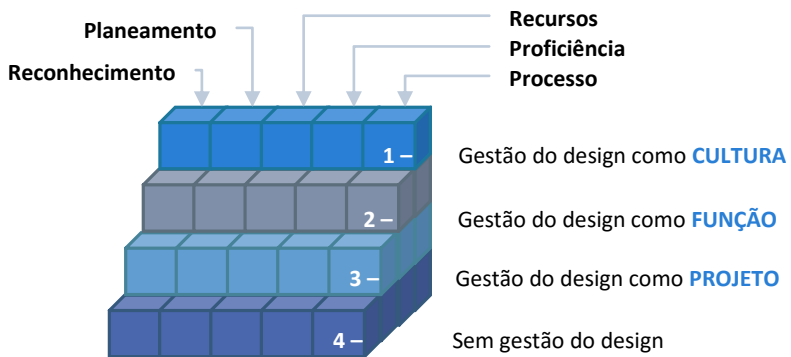 Recursos
Planeamento
Proficiência
Reconhecimento
Processo
1 –
Gestão do design como CULTURA
2 –
Gestão do design como FUNÇÃO
3 –
Gestão do design como PROJETO
4 –
Sem gestão do design